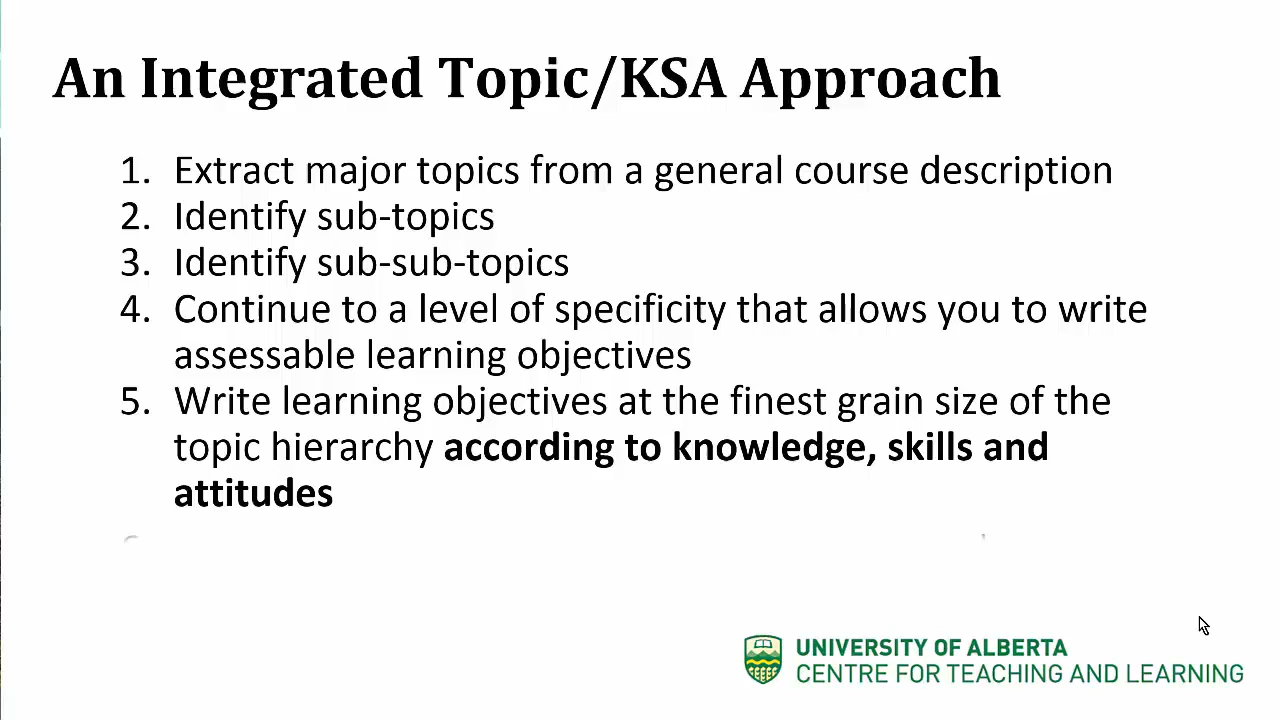 An Integrated Topic/KSA Approach
1. Extract major topics from a general course description
2. Identify sub-topics
3. Identify sub-sub-topics
4. Continue to a level of specificity that allows you to write
assessable learning objectives
5. Write learning objectives at the finest grain size of the
topic hierarchy according to knowledge, skills and
attitudes
UNIVERSITY OF ALBERTA
CENTRE FOR TEACHING AND LEARNING